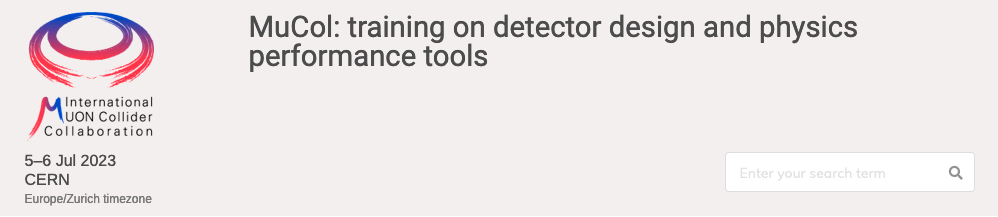 MuCol: training on detector design and physics
performance tools
International
MUON Collider
Collaboration
5–6 Jul 2023
CERN
Europe/Zurich timezone
Enter your search term